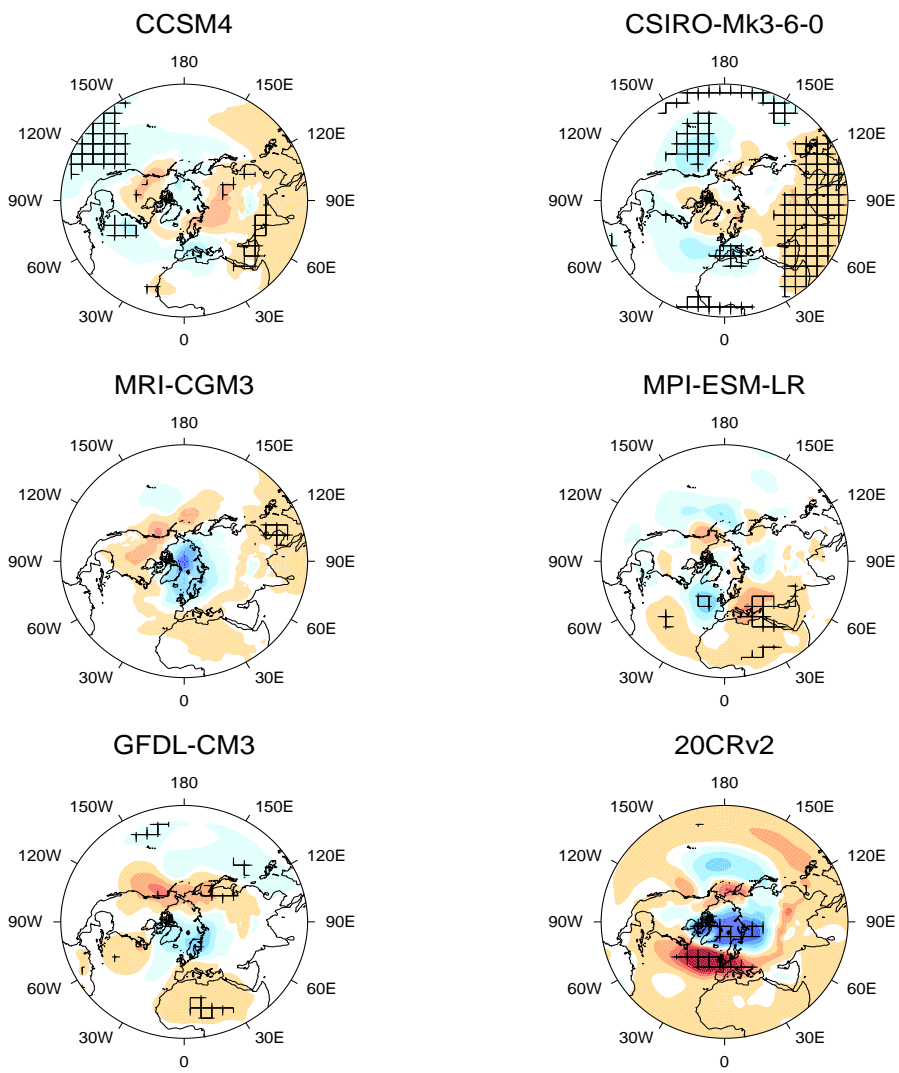 CCSM4
CSIRO-Mk3-6-0
180
150W 150E
120W 120E
90W 90E
60W 60E
30W 30E
0
180
150W 150E
120W 120E
90W 90E
60W 60E
30W 30E
0
MRI-CGM3
MPI-ESM-LR
180
150W 150E
120W 120E
90W 90E
60W 60E
30W 30E
0
180
150W 150E
120W 120E
90W 90E
60W 60E
30W 30E
0
GFDL-CM3
20CRv2
180
150W 150E
120W 120E
90W 90E
60W 60E
30W 30E
0
180
150W 150E
120W 120E
90W 90E
60W 60E
30W 30E
0